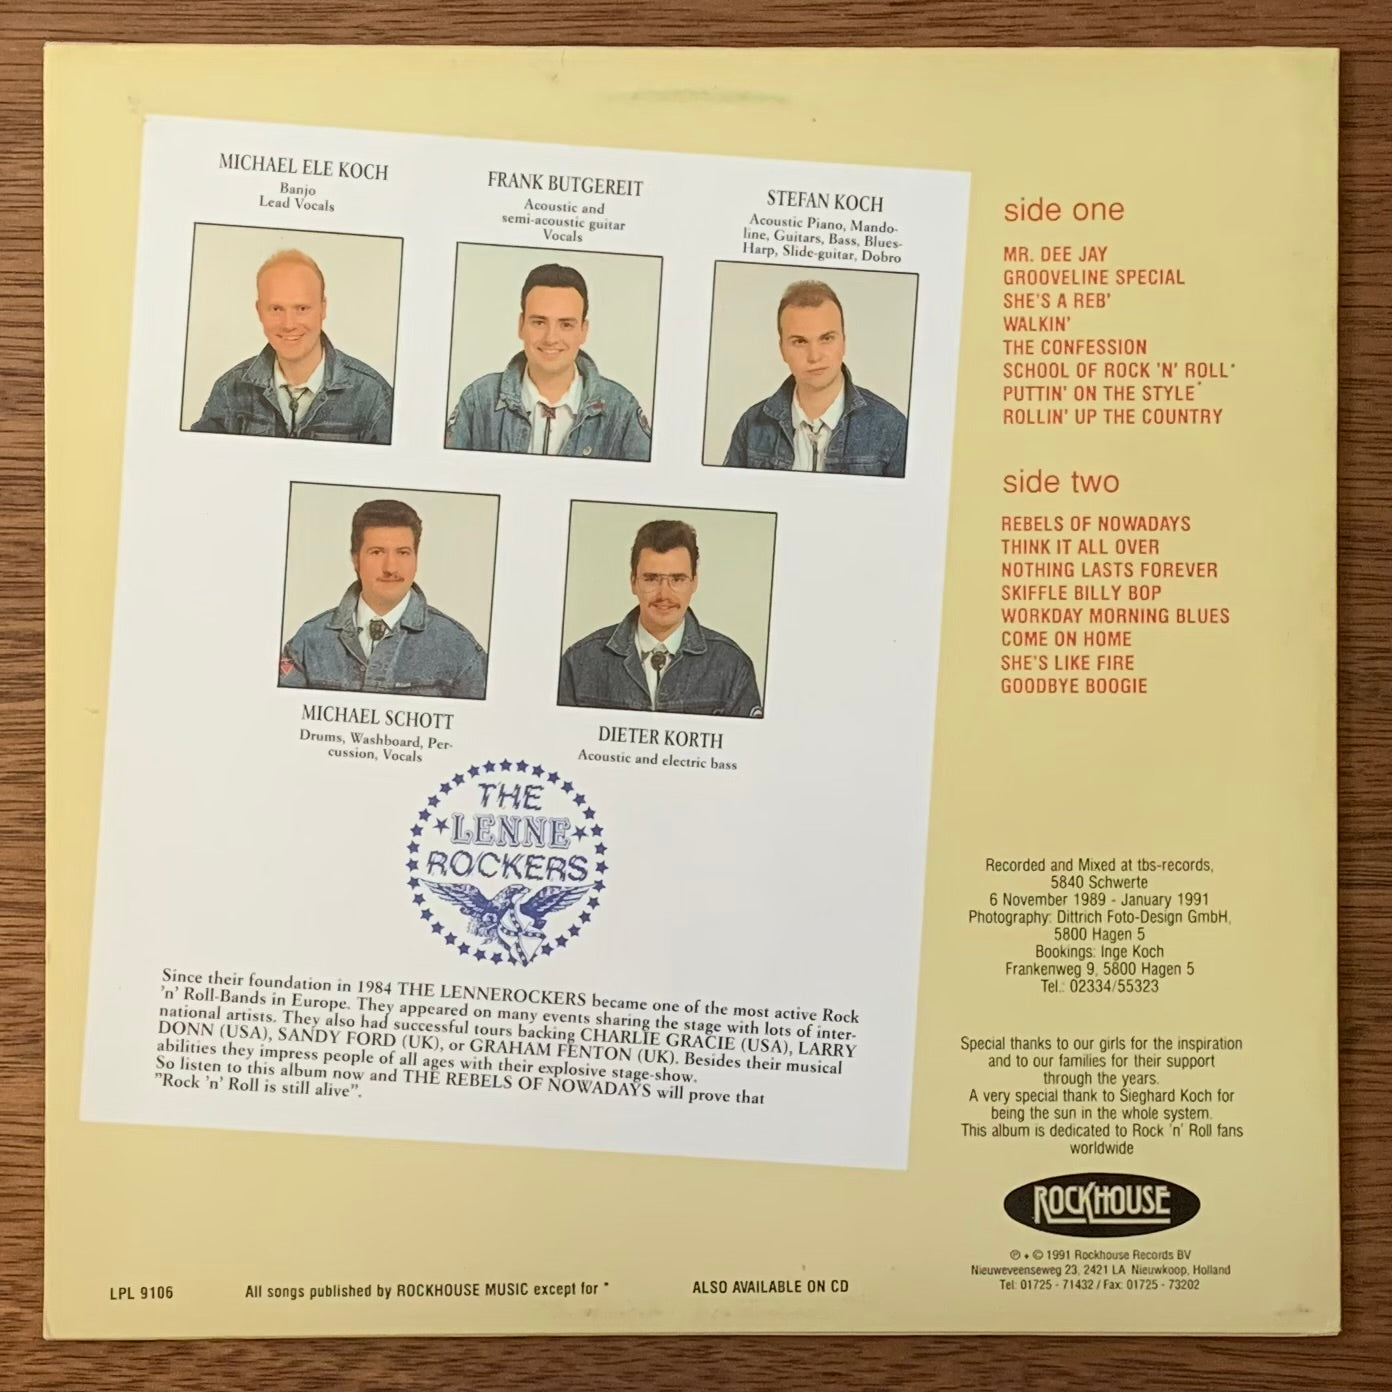 MICHAEL ELE KOCH
Banjo
Lead Vocals
FRANK BUTGEREIT
Acoustic and
semi-acoustic guitar
Vocals
STEFAN KOCH
Acoustic Piano, Mando-
line, Guitars, Bass, Blues-
Harp, Slide-guitar, Dobro
MICHAEL SCHOTT
Drums, Washboard, Per-
cussion, Vocals
DIETER KORTH
Acoustic and electric bass
THE
LENNE
ROCKERS
Since their foundation in 1984 THE LENNEROCKERS became one of the most active Rock
'n' Roll-Bands in Europe. They appeared on many events sharing the stage with lots of inter-
national artists. They also had successful tours backing CHARLIE GRACIE (USA), LARRY
DONN (USA), SANDY FORD (UK), or GRAHAM FENTON (UK). Besides their musical
abilities they impress people of all ages with their explosive stage-show.
So listen to this album now and THE REBELS OF NOWADAYS will prove that
"Rock 'n' Roll is still alive".
side one
MR. DEE JAY
GROOVELINE SPECIAL
SHE'S A REB'
WALKIN'
THE CONFESSION
SCHOOL OF ROCK 'N' ROLL*
PUTTIN' ON THE STYLE*
ROLLIN' UP THE COUNTRY
side two
REBELS OF NOWADAYS
THINK IT ALL OVER
NOTHING LASTS FOREVER
SKIFFLE BILLY BOP
WORKDAY MORNING BLUES
COME ON HOME
SHE'S LIKE FIRE
GOODBYE BOOGIE
Recorded and Mixed at tbs-records,
5840 Schwerte
6 November 1989 - January 1991
Photography: Dittrich Foto-Design GmbH,
5800 Hagen 5
Bookings: Inge Koch
Frankenweg 9, 5800 Hagen 5
Tel.: 02334/55323
Special thanks to our girls for the inspiration
and to our families for their support
through the years.
A very special thank to Sieghard Koch for
being the sun in the whole system.
This album is dedicated to Rock 'n' Roll fans
worldwide
ROCKHOUSE
℗ + © 1991 Rockhouse Records BV
Nieuweveenseweg 23, 2421 LA Nieuwkoop, Holland
Tel: 01725 - 71432 / Fax: 01725 - 73202
LPL 9106
All songs published by ROCKHOUSE MUSIC except for *
ALSO AVAILABLE ON CD